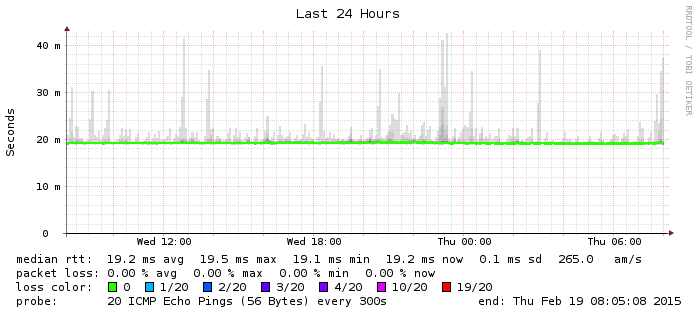 Last 24 Hours
RRDTOOL / TOBI OETIKER
Seconds
40 m
30 m
20 m
10 m
0
Wed 12:00 Wed 18:00 Thu 00:00 Thu 06:00
median rtt: 19.2 ms avg 19.5 ms max 19.1 ms min 19.2 ms now 0.1 ms sd 265.0 am/s
packet loss: 0.00 % avg 0.00 % max 0.00 % min 0.00 % now
loss color: 0 1/20 2/20 3/20 4/20 10/20 19/20
probe: 20 ICMP Echo Pings (56 Bytes) every 300s end: Thu Feb 19 08:05:08 2015